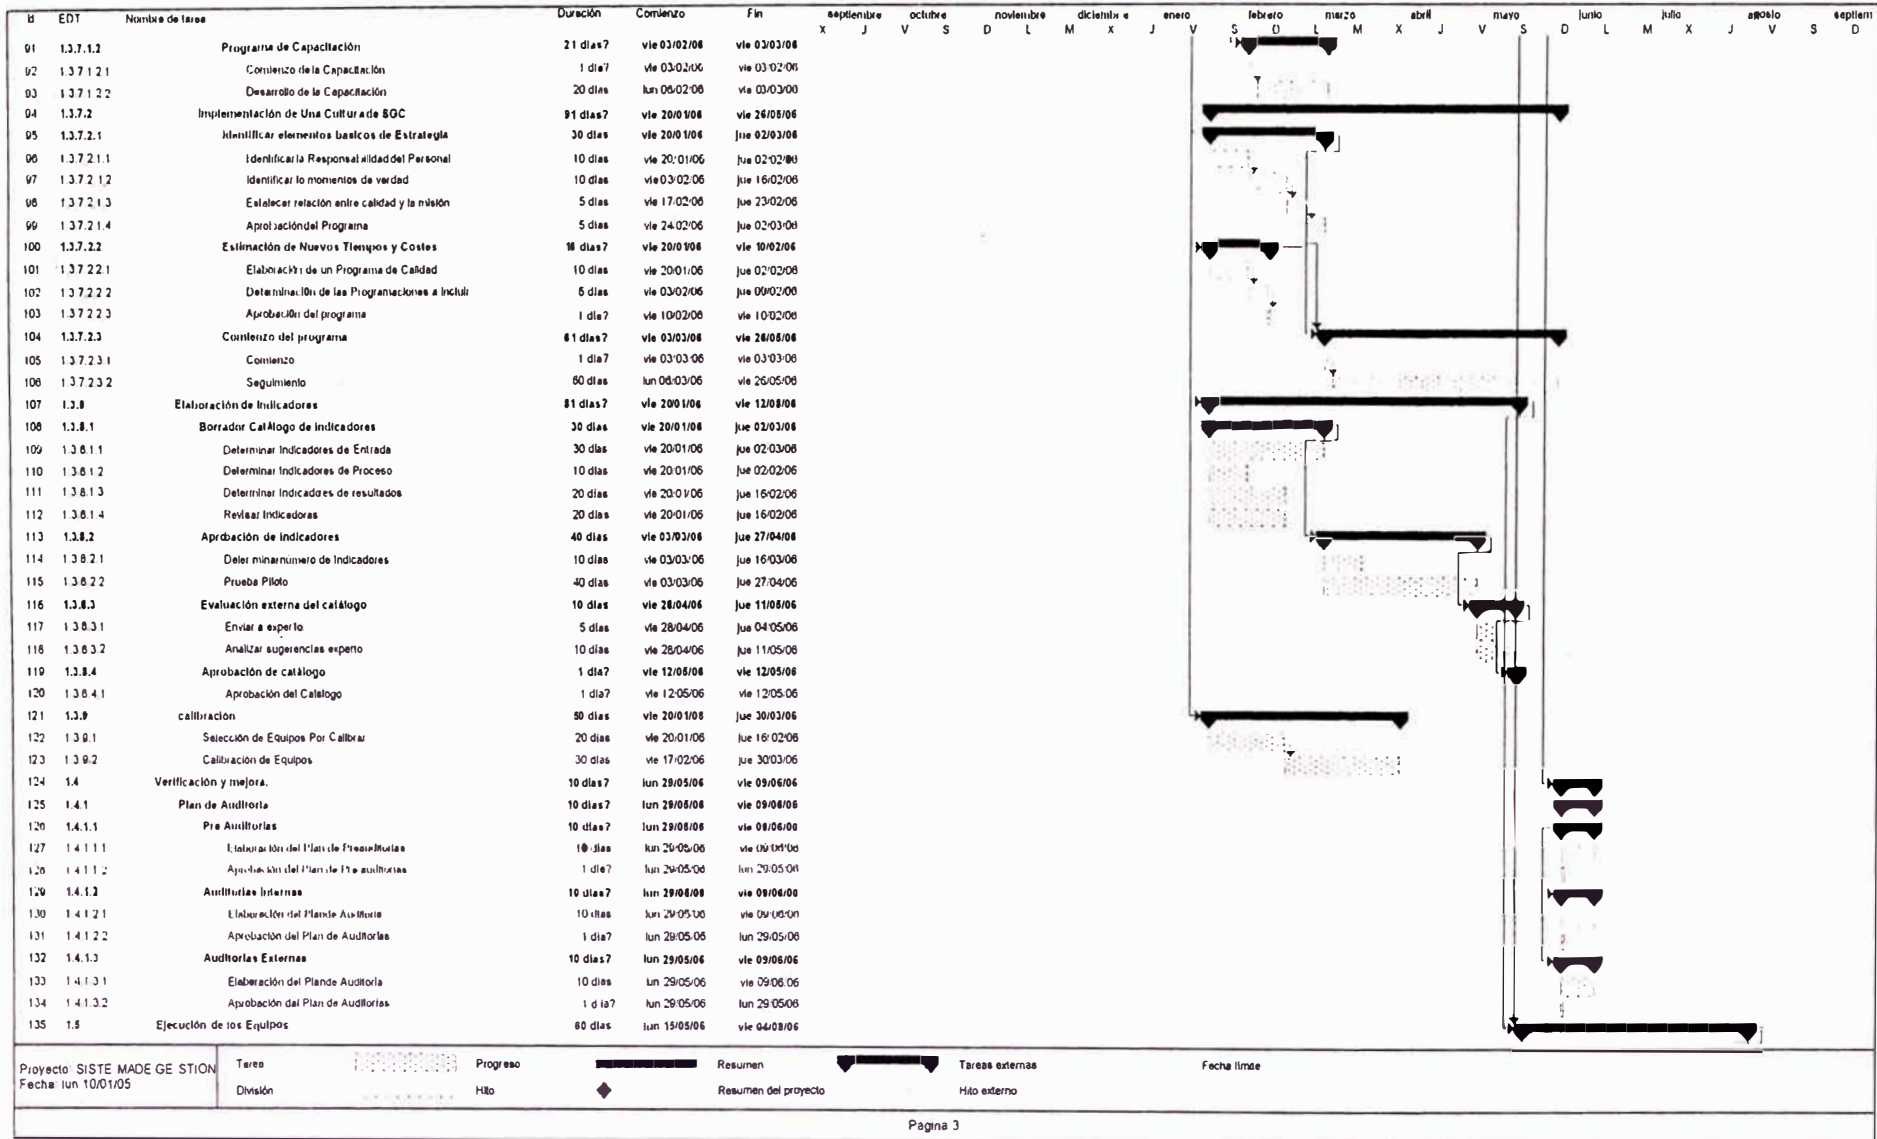 Id EDT Nombre de tarea Duración Comienzo Fin septiembre octubre noviembre diciembre enero febrero marzo abril mayo junio julio agosto septiem
X J V S D L M X J V S D L M X J V S D L M X J V S D
91 1.3.7.1.2 Programa de Capacitación 21 días? vie 03/02/06 vie 03/03/06
92 1.3.7.1.2.1 Comienzo de la Capacitación 1 día? vie 03/02/06 vie 03/02/06
93 1.3.7.1.2.2 Desarrollo de la Capacitación 20 días lun 06/02/06 vie 03/03/06
94 1.3.7.2 Implementación de Una Cultura de SGC 91 días? vie 20/01/06 vie 26/05/06
95 1.3.7.2.1 Identificar elementos basicos de Estrategia 30 días vie 20/01/06 jue 02/03/06
96 1.3.7.2.1.1 Identificar la Responsabilidad del Personal 10 días vie 20/01/06 jue 02/02/06
97 1.3.7.2.1.2 Identificar lo momentos de verdad 10 días vie 03/02/06 jue 16/02/06
98 1.3.7.2.1.3 Estalecer relación entre calidad y la misión 5 días vie 17/02/06 jue 23/02/06
99 1.3.7.2.1.4 Aprobación del Programa 5 días vie 24/02/06 jue 02/03/06
100 1.3.7.2.2 Estimación de Nuevos Tiempos y Costes 16 días? vie 20/01/06 vie 10/02/06
101 1.3.7.2.2.1 Elaboración de un Programa de Calidad 10 días vie 20/01/06 jue 02/02/06
102 1.3.7.2.2.2 Determinación de las Programaciones a Incluir 5 días vie 03/02/06 jue 09/02/06
103 1.3.7.2.2.3 Aprobación del programa 1 día? vie 10/02/06 vie 10/02/06
104 1.3.7.2.3 Comienzo del programa 61 días? vie 03/03/06 vie 26/05/06
105 1.3.7.2.3.1 Comienzo 1 día? vie 03/03/06 vie 03/03/06
106 1.3.7.2.3.2 Seguimiento 60 días lun 06/03/06 vie 26/05/06
107 1.3.8 Elaboración de Indicadores 81 días? vie 20/01/06 vie 12/05/06
108 1.3.8.1 Borrador Catálogo de indicadores 30 días vie 20/01/06 jue 02/03/06
109 1.3.8.1.1 Determinar Indicadores de Entrada 30 días vie 20/01/06 jue 02/03/06
110 1.3.8.1.2 Determinar Indicadores de Proceso 10 días vie 20/01/06 jue 02/02/06
111 1.3.8.1.3 Determinar Indicadores de resultados 20 días vie 20/01/06 jue 16/02/06
112 1.3.8.1.4 Revisar Indicadoras 20 días vie 20/01/06 jue 16/02/06
113 1.3.8.2 Aprobación de indicadores 40 días vie 03/03/06 jue 27/04/06
114 1.3.8.2.1 Determinar número de Indicadores 10 días vie 03/03/06 jue 16/03/06
115 1.3.8.2.2 Prueba Piloto 40 días vie 03/03/06 jue 27/04/06
116 1.3.8.3 Evaluación externa del catálogo 10 días vie 28/04/06 jue 11/05/06
117 1.3.8.3.1 Enviar a experto 5 días vie 28/04/06 jue 04/05/06
118 1.3.8.3.2 Analizar sugerencias experto 10 días vie 28/04/06 jue 11/05/06
119 1.3.8.4 Aprobación de catálogo 1 día? vie 12/05/06 vie 12/05/06
120 1.3.8.4.1 Aprobación del Catalogo 1 día? vie 12/05/06 vie 12/05/06
121 1.3.9 calibración 50 días vie 20/01/06 jue 30/03/06
122 1.3.9.1 Selección de Equipos Por Calibrar 20 días vie 20/01/06 jue 16/02/06
123 1.3.9.2 Calibración de Equipos 30 días vie 17/02/06 jue 30/03/06
124 1.4 Verificación y mejora. 10 días? lun 29/05/06 vie 09/06/06
125 1.4.1 Plan de Auditoria 10 días? lun 29/05/06 vie 09/06/06
126 1.4.1.1 Pre Auditorías 10 días? lun 29/05/06 vie 09/06/06
127 1.4.1.1.1 Elaboración del Plan de Preauditorias 10 días lun 29/05/06 vie 09/06/06
128 1.4.1.1.2 Aprobación del Plan de Pre auditorias 1 día? lun 29/05/06 lun 29/05/06
129 1.4.1.2 Auditorías Internas 10 días? lun 29/05/06 vie 09/06/06
130 1.4.1.2.1 Elaboración del Plande Auditoria 10 días lun 29/05/06 vie 09/06/06
131 1.4.1.2.2 Aprobación del Plan de Auditorías 1 día? lun 29/05/06 lun 29/05/06
132 1.4.1.3 Auditorías Externas 10 días? lun 29/05/06 vie 09/06/06
133 1.4.1.3.1 Elaboración del Plande Auditoria 10 días lun 29/05/06 vie 09/06/06
134 1.4.1.3.2 Aprobación del Plan de Auditorías 1 día? lun 29/05/06 lun 29/05/06
135 1.5 Ejecución de los Equipos 60 días lun 15/05/06 vie 04/08/06
Proyecto: SISTE MADE GE STION Tarea Progreso Resumen Tareas externas Fecha límite
Fecha: lun 10/01/05 División Hito Resumen del proyecto Hito externo
Página 3